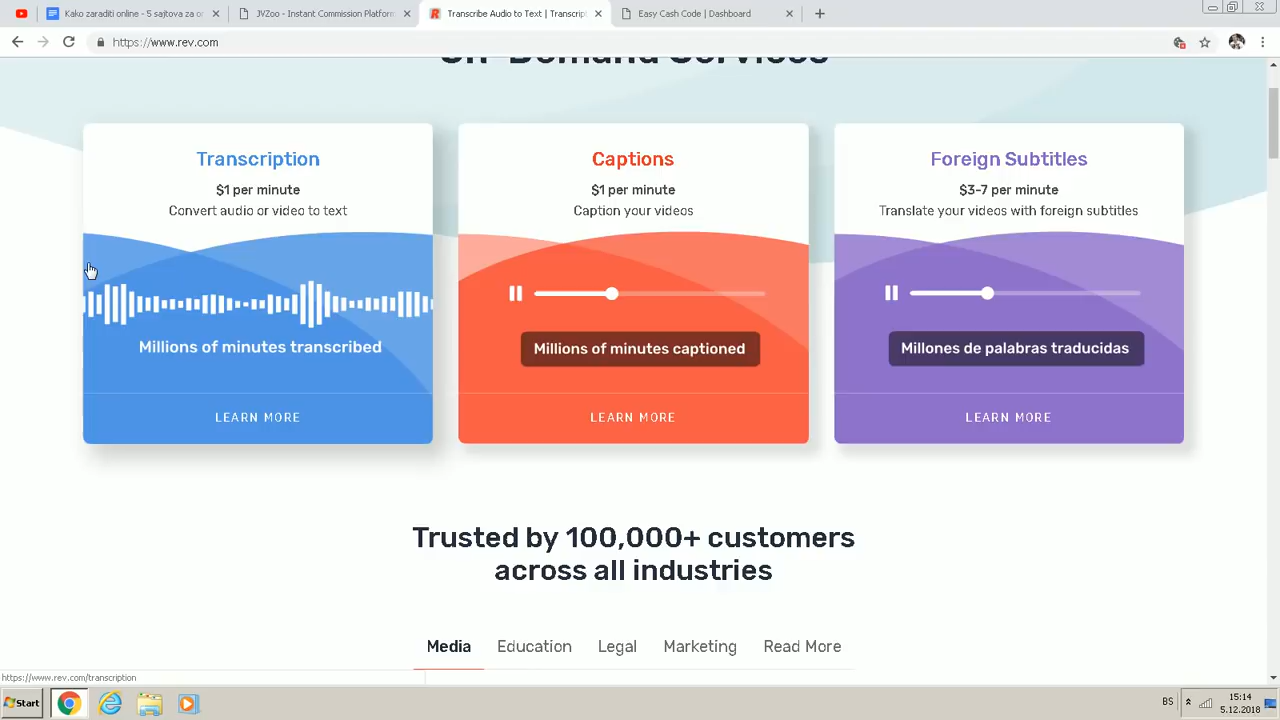 Kako zaraditi online - 5 sajtova
JVZoo - Instant Commission Platform
Transcribe Audio to Text | Transcrip
Easy Cash Code | Dashboard
https://www.rev.com
On-Demand Services
Transcription
$1 per minute
Convert audio or video to text
Millions of minutes transcribed
LEARN MORE
Captions
$1 per minute
Caption your videos
Millions of minutes captioned
LEARN MORE
Foreign Subtitles
$3-7 per minute
Translate your videos with foreign subtitles
Millones de palabras traducidas
LEARN MORE
Trusted by 100,000+ customers
across all industries
Media Education Legal Marketing Read More
https://www.rev.com/transcription
Start
BS
15:14
5.12.2018